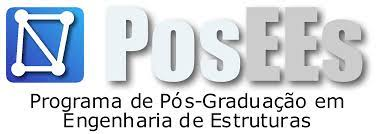 PosEEs
Programa de Pós-Graduação em
Engenharia de Estruturas